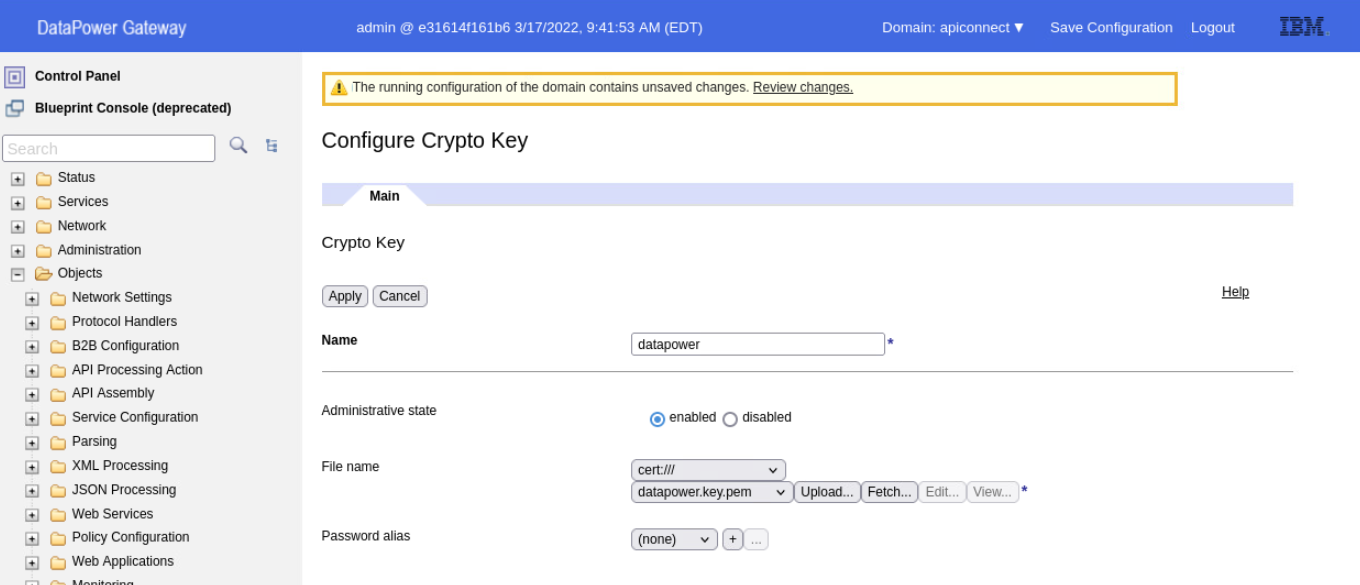 DataPower Gateway
admin @ e31614f161b6 3/17/2022, 9:41:53 AM (EDT)
Domain: apiconnect ▼
Save Configuration
Logout
IBM.
Control Panel
Blueprint Console (deprecated)
Search
Status
Services
Network
Administration
Objects
Network Settings
Protocol Handlers
B2B Configuration
API Processing Action
API Assembly
Service Configuration
Parsing
XML Processing
JSON Processing
Web Services
Policy Configuration
Web Applications
Monitoring
The running configuration of the domain contains unsaved changes. Review changes.
Configure Crypto Key
Main
Crypto Key
Apply Cancel
Help
Name datapower *
Administrative state enabled disabled
File name cert:///
datapower.key.pem Upload... Fetch... Edit... View... *
Password alias (none) + ...